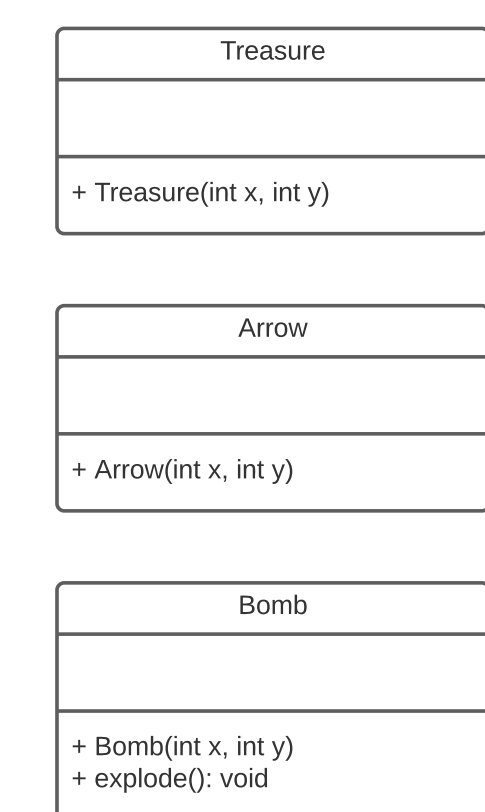 Treasure
+ Treasure(int x, int y)
Arrow
+ Arrow(int x, int y)
Bomb
+ Bomb(int x, int y)
+ explode(): void